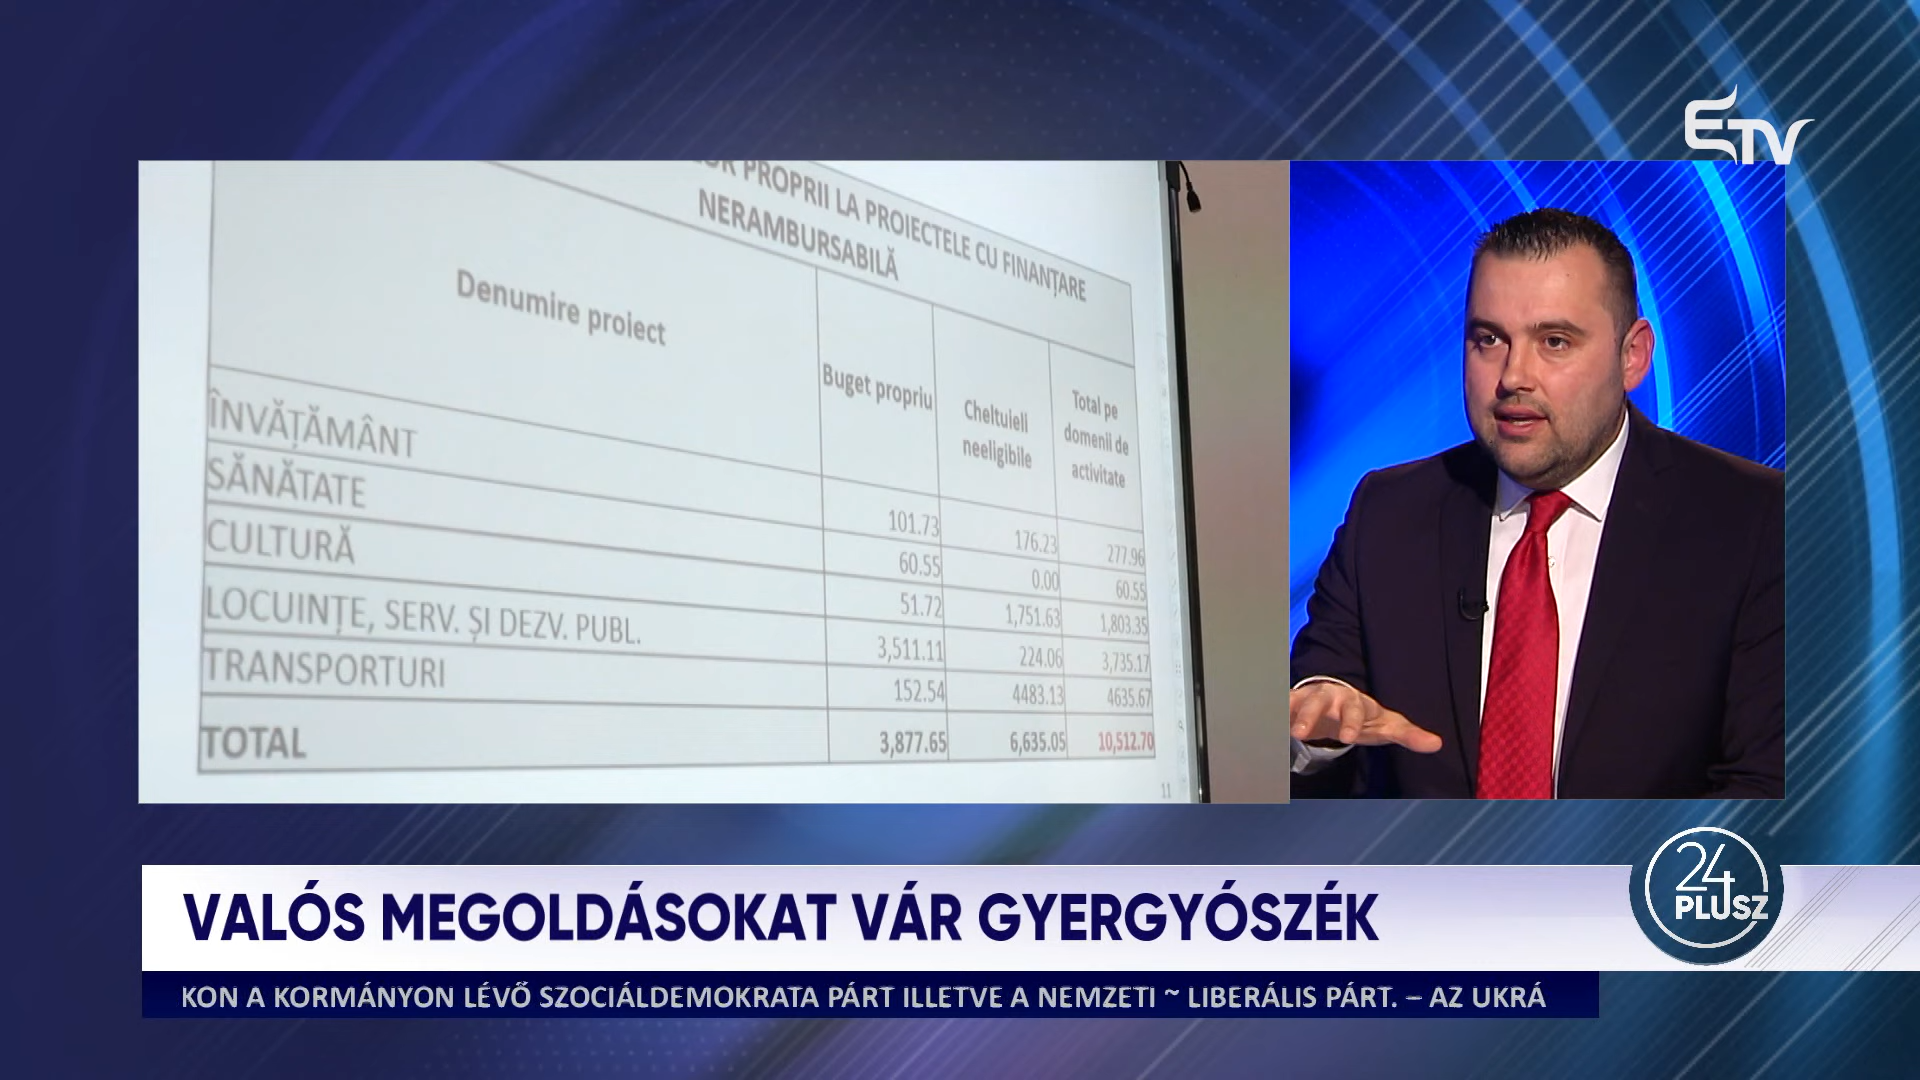 ETV
PROPRII LA PROIECTELE CU FINANȚARE
NERAMBURSABILĂ
Denumire proiect
Buget propriu
Cheltuieli
neeligibile
Total pe
domenii de
activitate
ÎNVĂȚĂMÂNT 101.73 176.23 277.96
SĂNĂTATE 60.55 0.00 60.55
CULTURĂ 51.72 1,751.63 1,803.35
LOCUINȚE, SERV. ȘI DEZV. PUBL. 3,511.11 224.06 3,735.17
TRANSPORTURI 152.54 4483.13 4635.67
TOTAL 3,877.65 6,635.05 10,512.70
11
VALÓS MEGOLDÁSOKAT VÁR GYERGYÓSZÉK
24
PLUSZ
KON A KORMÁNYON LÉVŐ SZOCIÁLDEMOKRATA PÁRT ILLETVE A NEMZETI ~ LIBERÁLIS PÁRT. – AZ UKRÁ